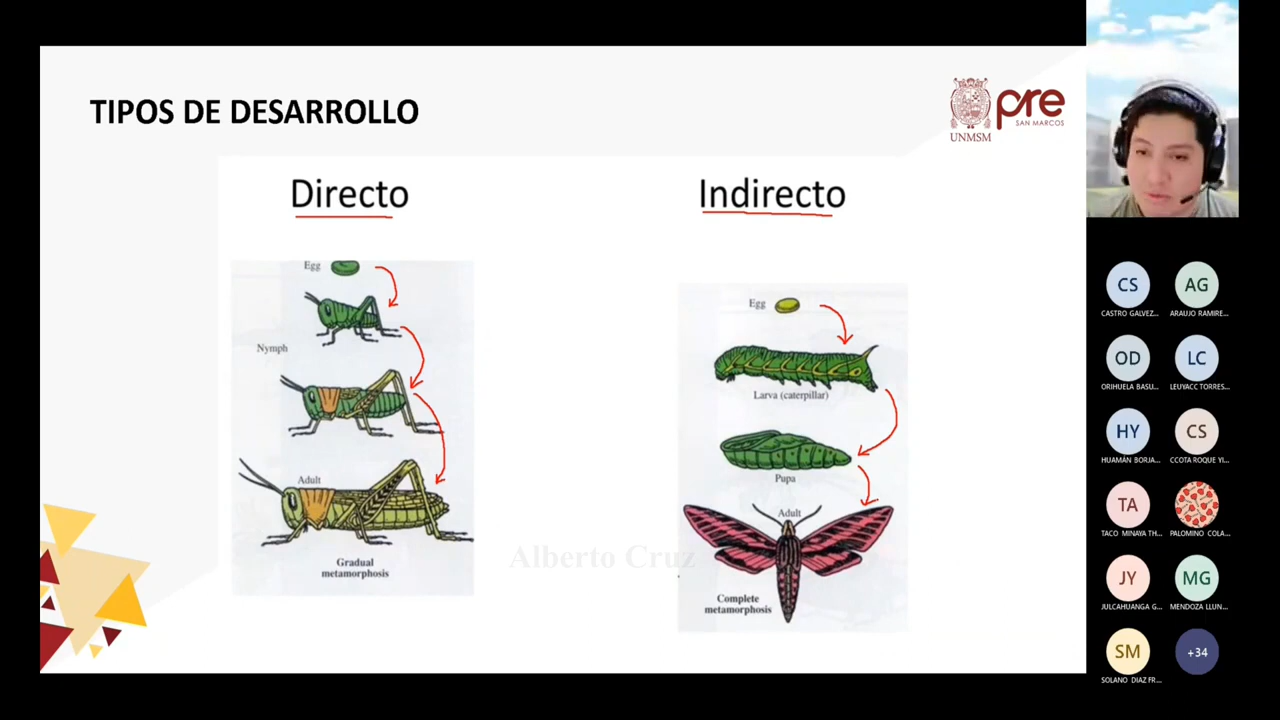 TIPOS DE DESARROLLO
UNMSM
pre
SAN MARCOS
Directo
Indirecto
Egg
Nymph
Adult
Gradual
metamorphosis
Egg
Larva (caterpillar)
Pupa
Adult
Complete
metamorphosis
Alberto Cruz
CS
AG
CASTRO GALVEZ...
ARAUJO RAMIRE...
OD
LC
ORIHUELA BASU...
LEUYACC TORRES...
HY
CS
HUAMÁN BORJA...
CCOTA ROQUE YI...
TA
TACO MINAYA TH...
PALOMINO COLA...
JY
MG
JULCAHUANGA G...
MENDOZA LLUN...
SM
+34
SOLANO DIAZ FR...